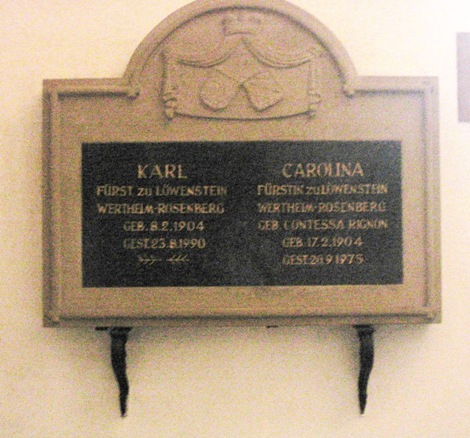 KARL
FÜRST ZU LÖWENSTEIN
WERTHEIM-ROSENBERG
GEB. 8.2.1904
GEST. 23.8.1990
CAROLINA
FÜRSTIN ZU LÖWENSTEIN
WERTHEIM-ROSENBERG
GEB. CONTESSA RIGNON
GEB. 17.2.1904
GEST. 28.9.1975